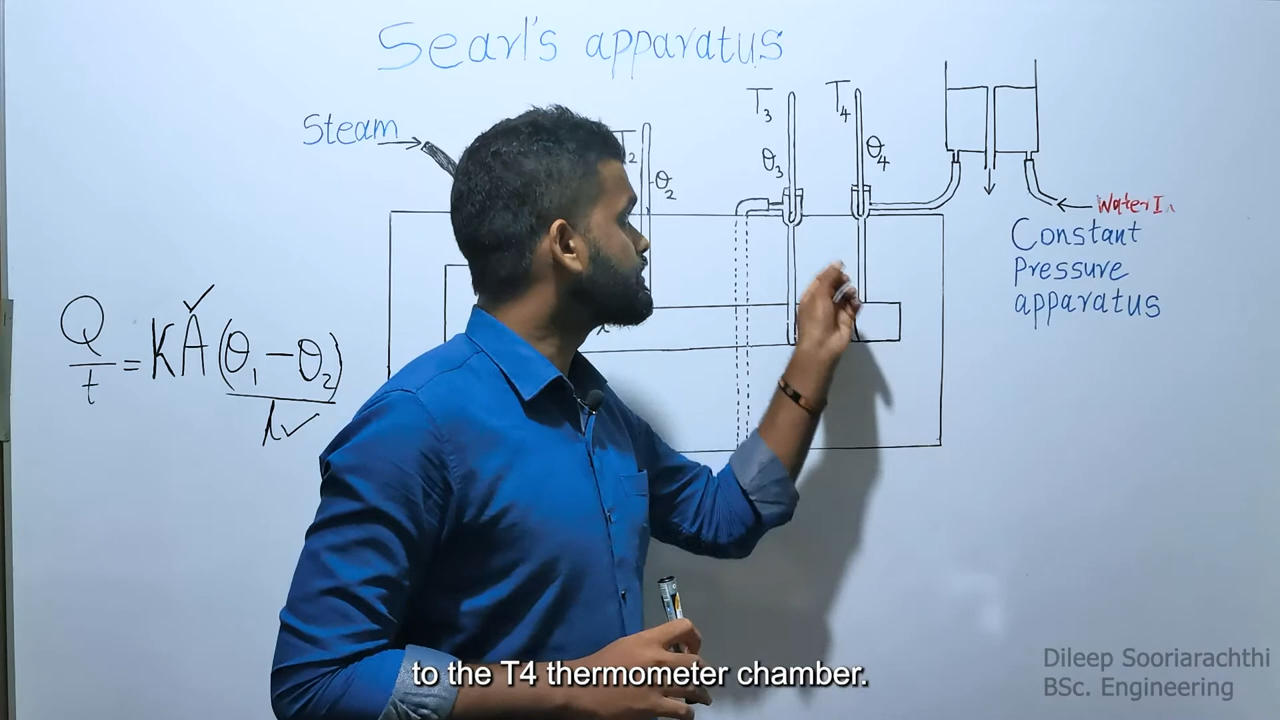 Searl's apparatus
Steam
T2
θ2
T3
θ3
T4
θ4
Water I
Constant
Pressure
apparatus
Q/t = KA(θ1 − θ2)/l
to the T4 thermometer chamber.
Dileep Sooriarachthi
BSc. Engineering